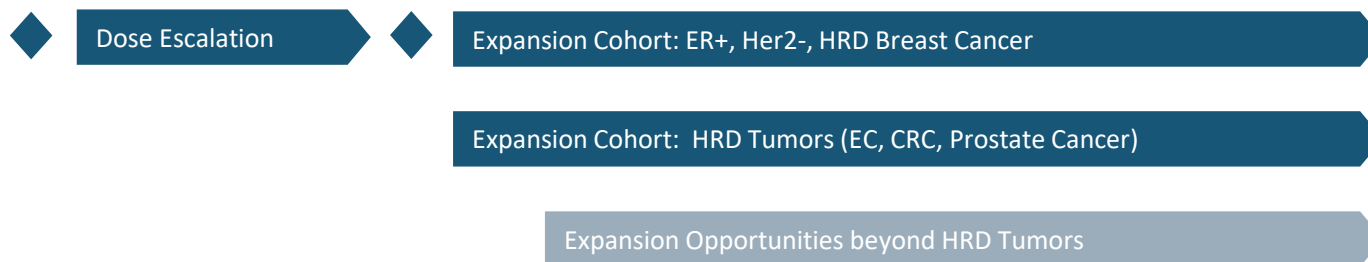 Dose Escalation
Expansion Cohort: ER+, Her2-, HRD Breast Cancer
Expansion Cohort:  HRD Tumors (EC, CRC, Prostate Cancer)
Expansion Opportunities beyond HRD Tumors